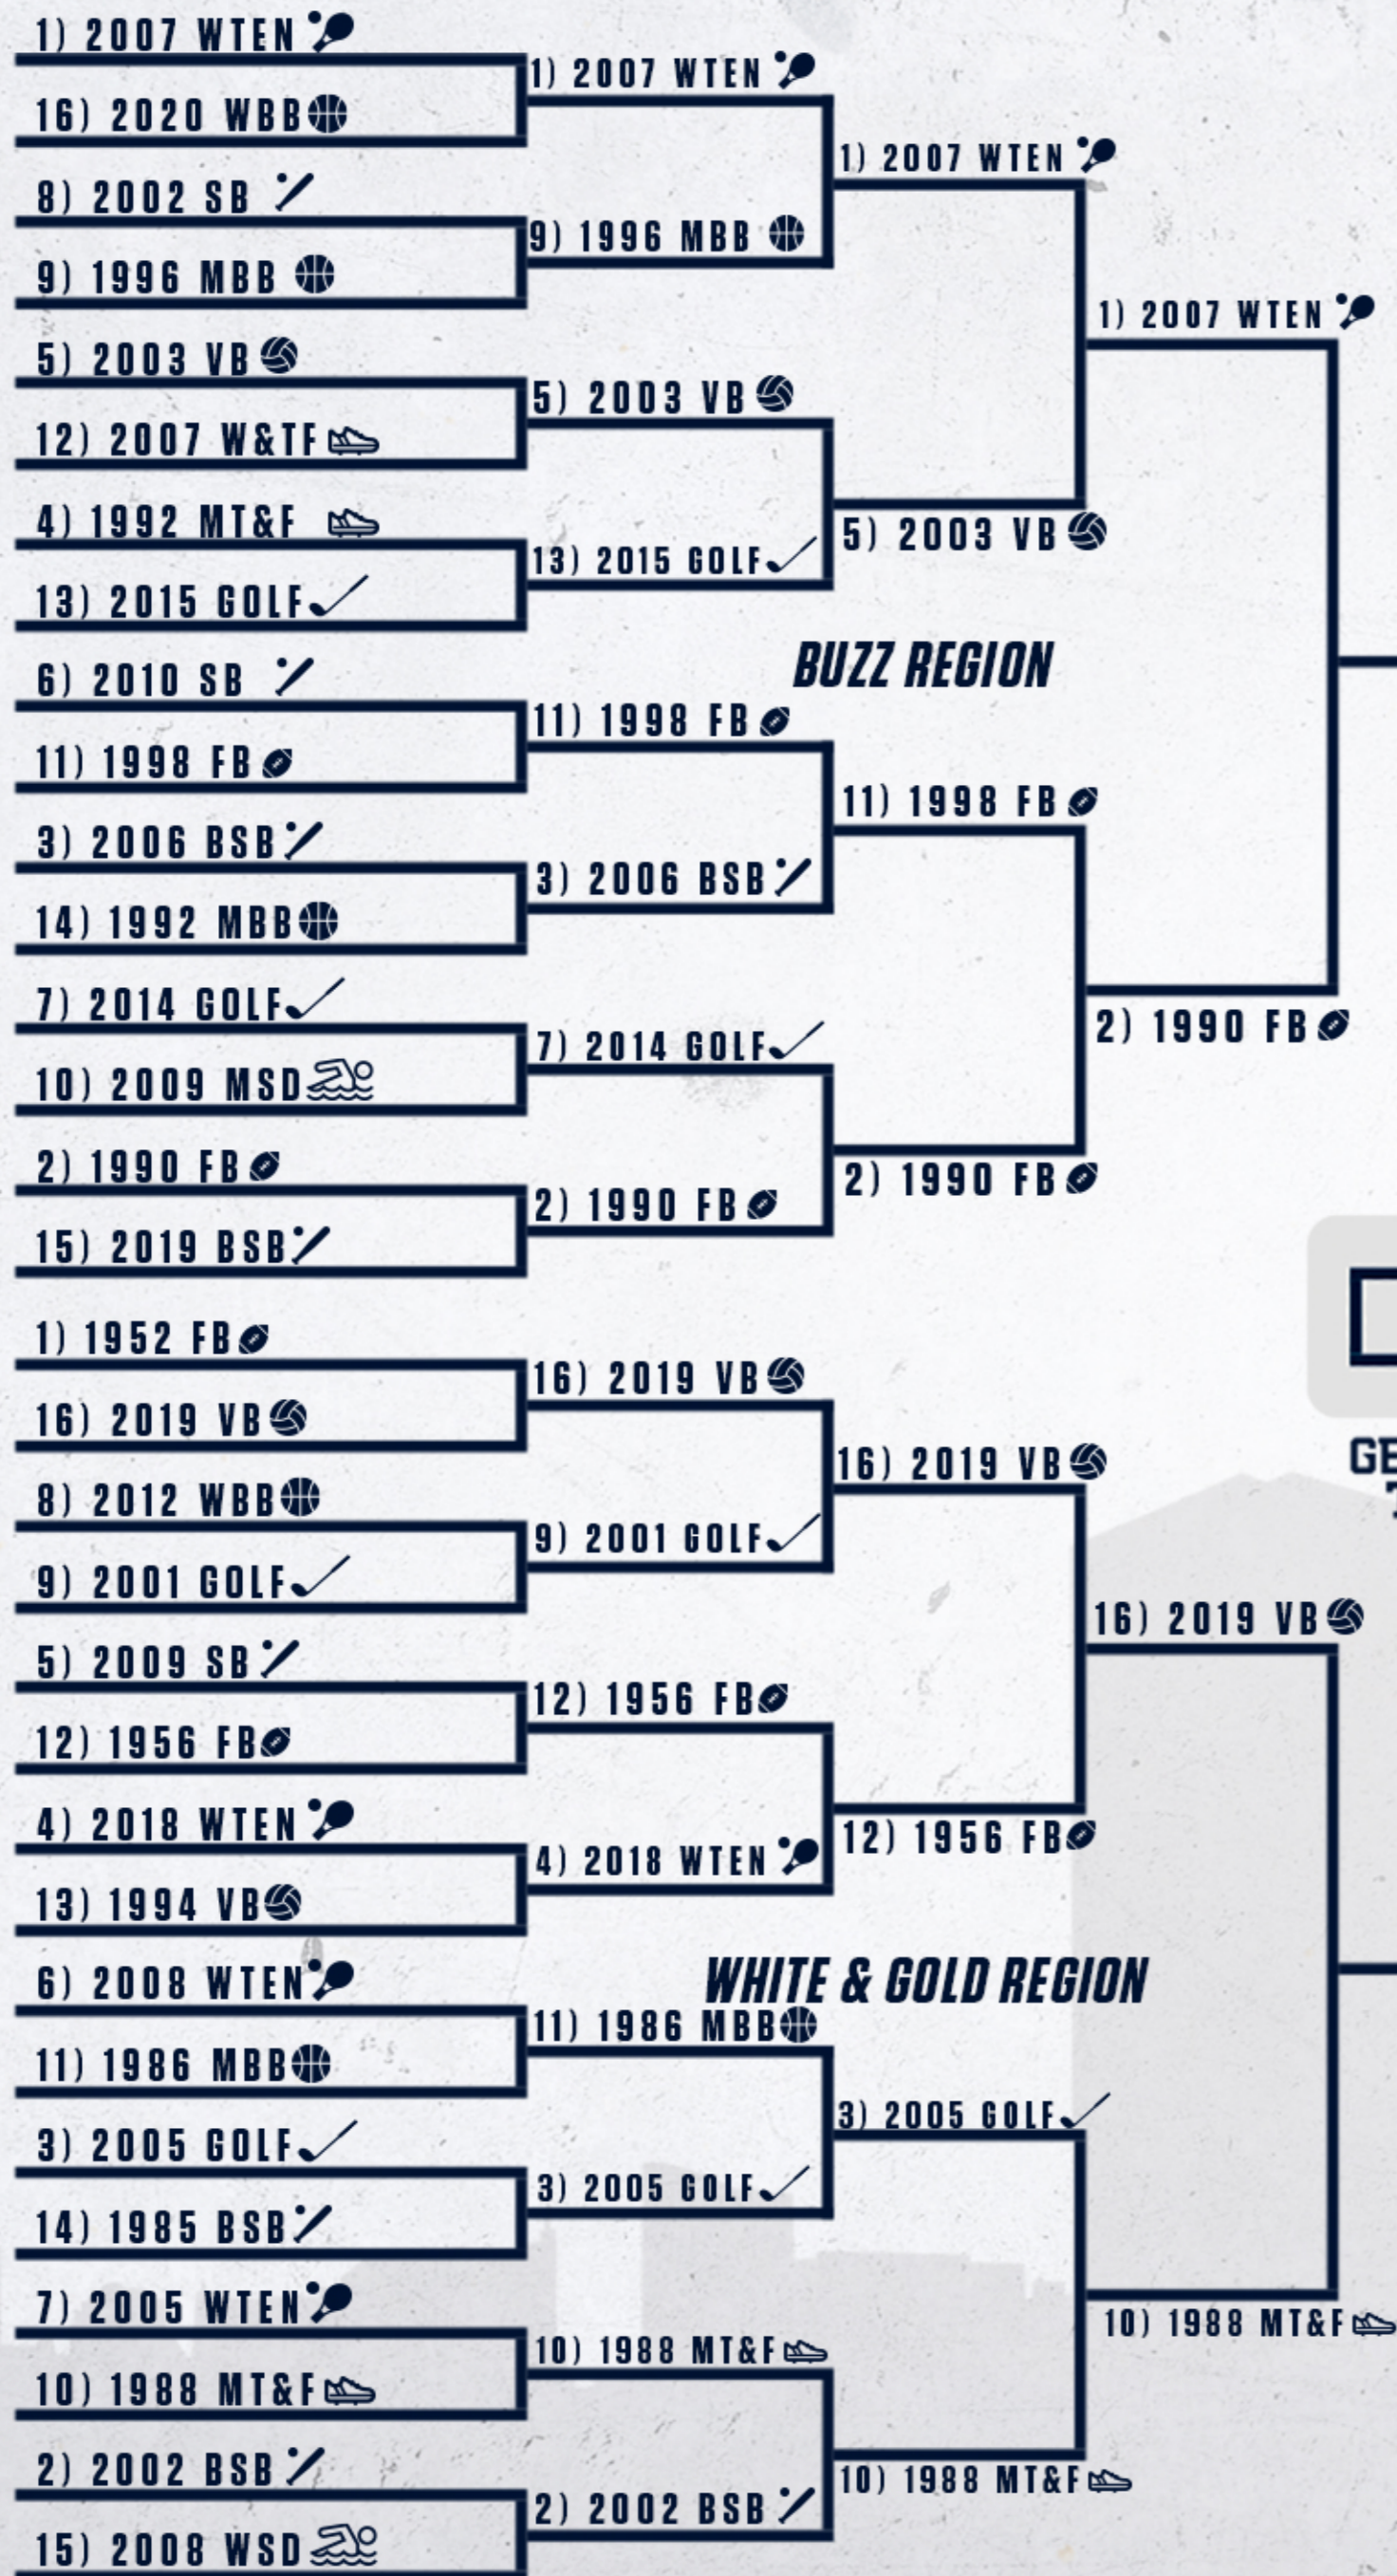 1) 2007 WTEN
16) 2020 WBB
8) 2002 SB
9) 1996 MBB
5) 2003 VB
12) 2007 W&TF
4) 1992 MT&F
13) 2015 GOLF
6) 2010 SB
11) 1998 FB
3) 2006 BSB
14) 1992 MBB
7) 2014 GOLF
10) 2009 MSD
2) 1990 FB
15) 2019 BSB
1) 2007 WTEN
9) 1996 MBB
5) 2003 VB
13) 2015 GOLF
11) 1998 FB
3) 2006 BSB
7) 2014 GOLF
2) 1990 FB
1) 2007 WTEN
5) 2003 VB
BUZZ REGION
11) 1998 FB
2) 1990 FB
1) 2007 WTEN
2) 1990 FB
1) 1952 FB
16) 2019 VB
8) 2012 WBB
9) 2001 GOLF
5) 2009 SB
12) 1956 FB
4) 2018 WTEN
13) 1994 VB
6) 2008 WTEN
11) 1986 MBB
3) 2005 GOLF
14) 1985 BSB
7) 2005 WTEN
10) 1988 MT&F
2) 2002 BSB
15) 2008 WSD
16) 2019 VB
9) 2001 GOLF
12) 1956 FB
4) 2018 WTEN
11) 1986 MBB
3) 2005 GOLF
10) 1988 MT&F
2) 2002 BSB
16) 2019 VB
12) 1956 FB
WHITE & GOLD REGION
3) 2005 GOLF
10) 1988 MT&F
16) 2019 VB
10) 1988 MT&F